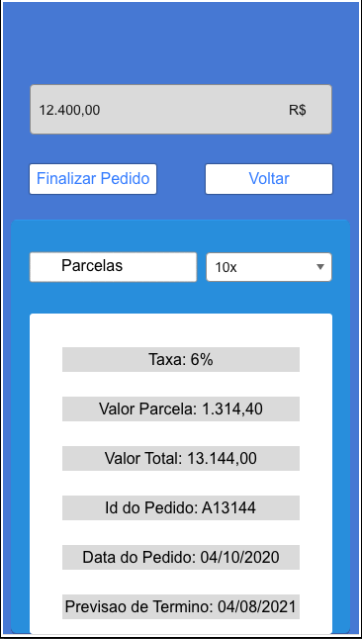 12.400,00 R$
Finalizar Pedido Voltar
Parcelas 10x
Taxa: 6%
Valor Parcela: 1.314,40
Valor Total: 13.144,00
Id do Pedido: A13144
Data do Pedido: 04/10/2020
Previsao de Termino: 04/08/2021